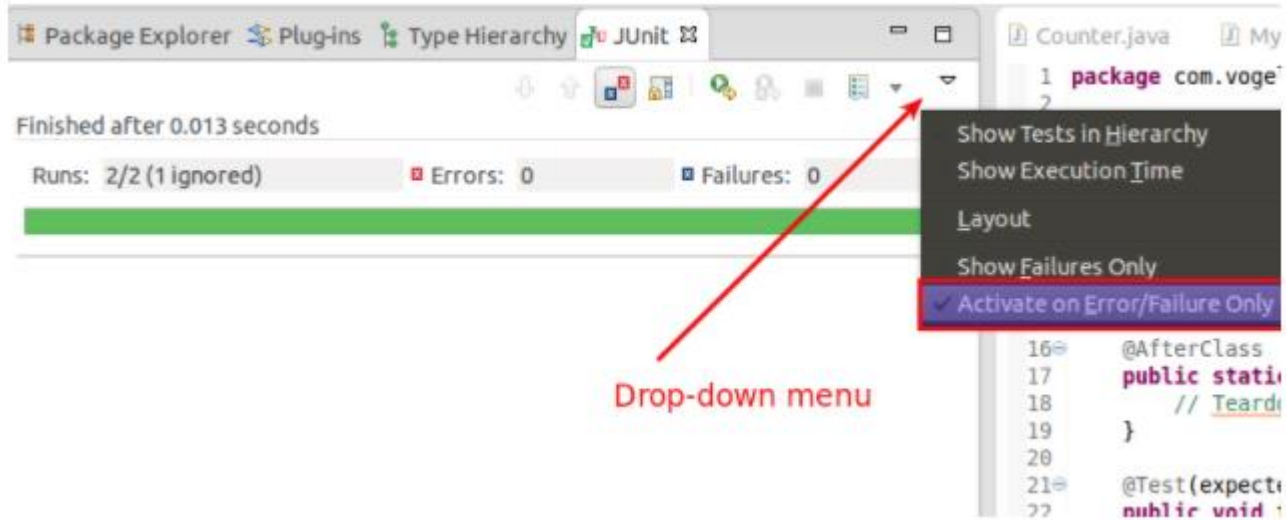 Package Explorer Plug-ins Type Hierarchy JUnit
Counter.java My
Finished after 0.013 seconds
Runs: 2/2 (1 ignored) Errors: 0 Failures: 0
1 package com.voge
2
Show Tests in Hierarchy
Show Execution Time
Layout
Show Failures Only
Activate on Error/Failure Only
Drop-down menu
16 @AfterClass
17 public stati
18 // Teard
19 }
20
21 @Test(expect
22 public void